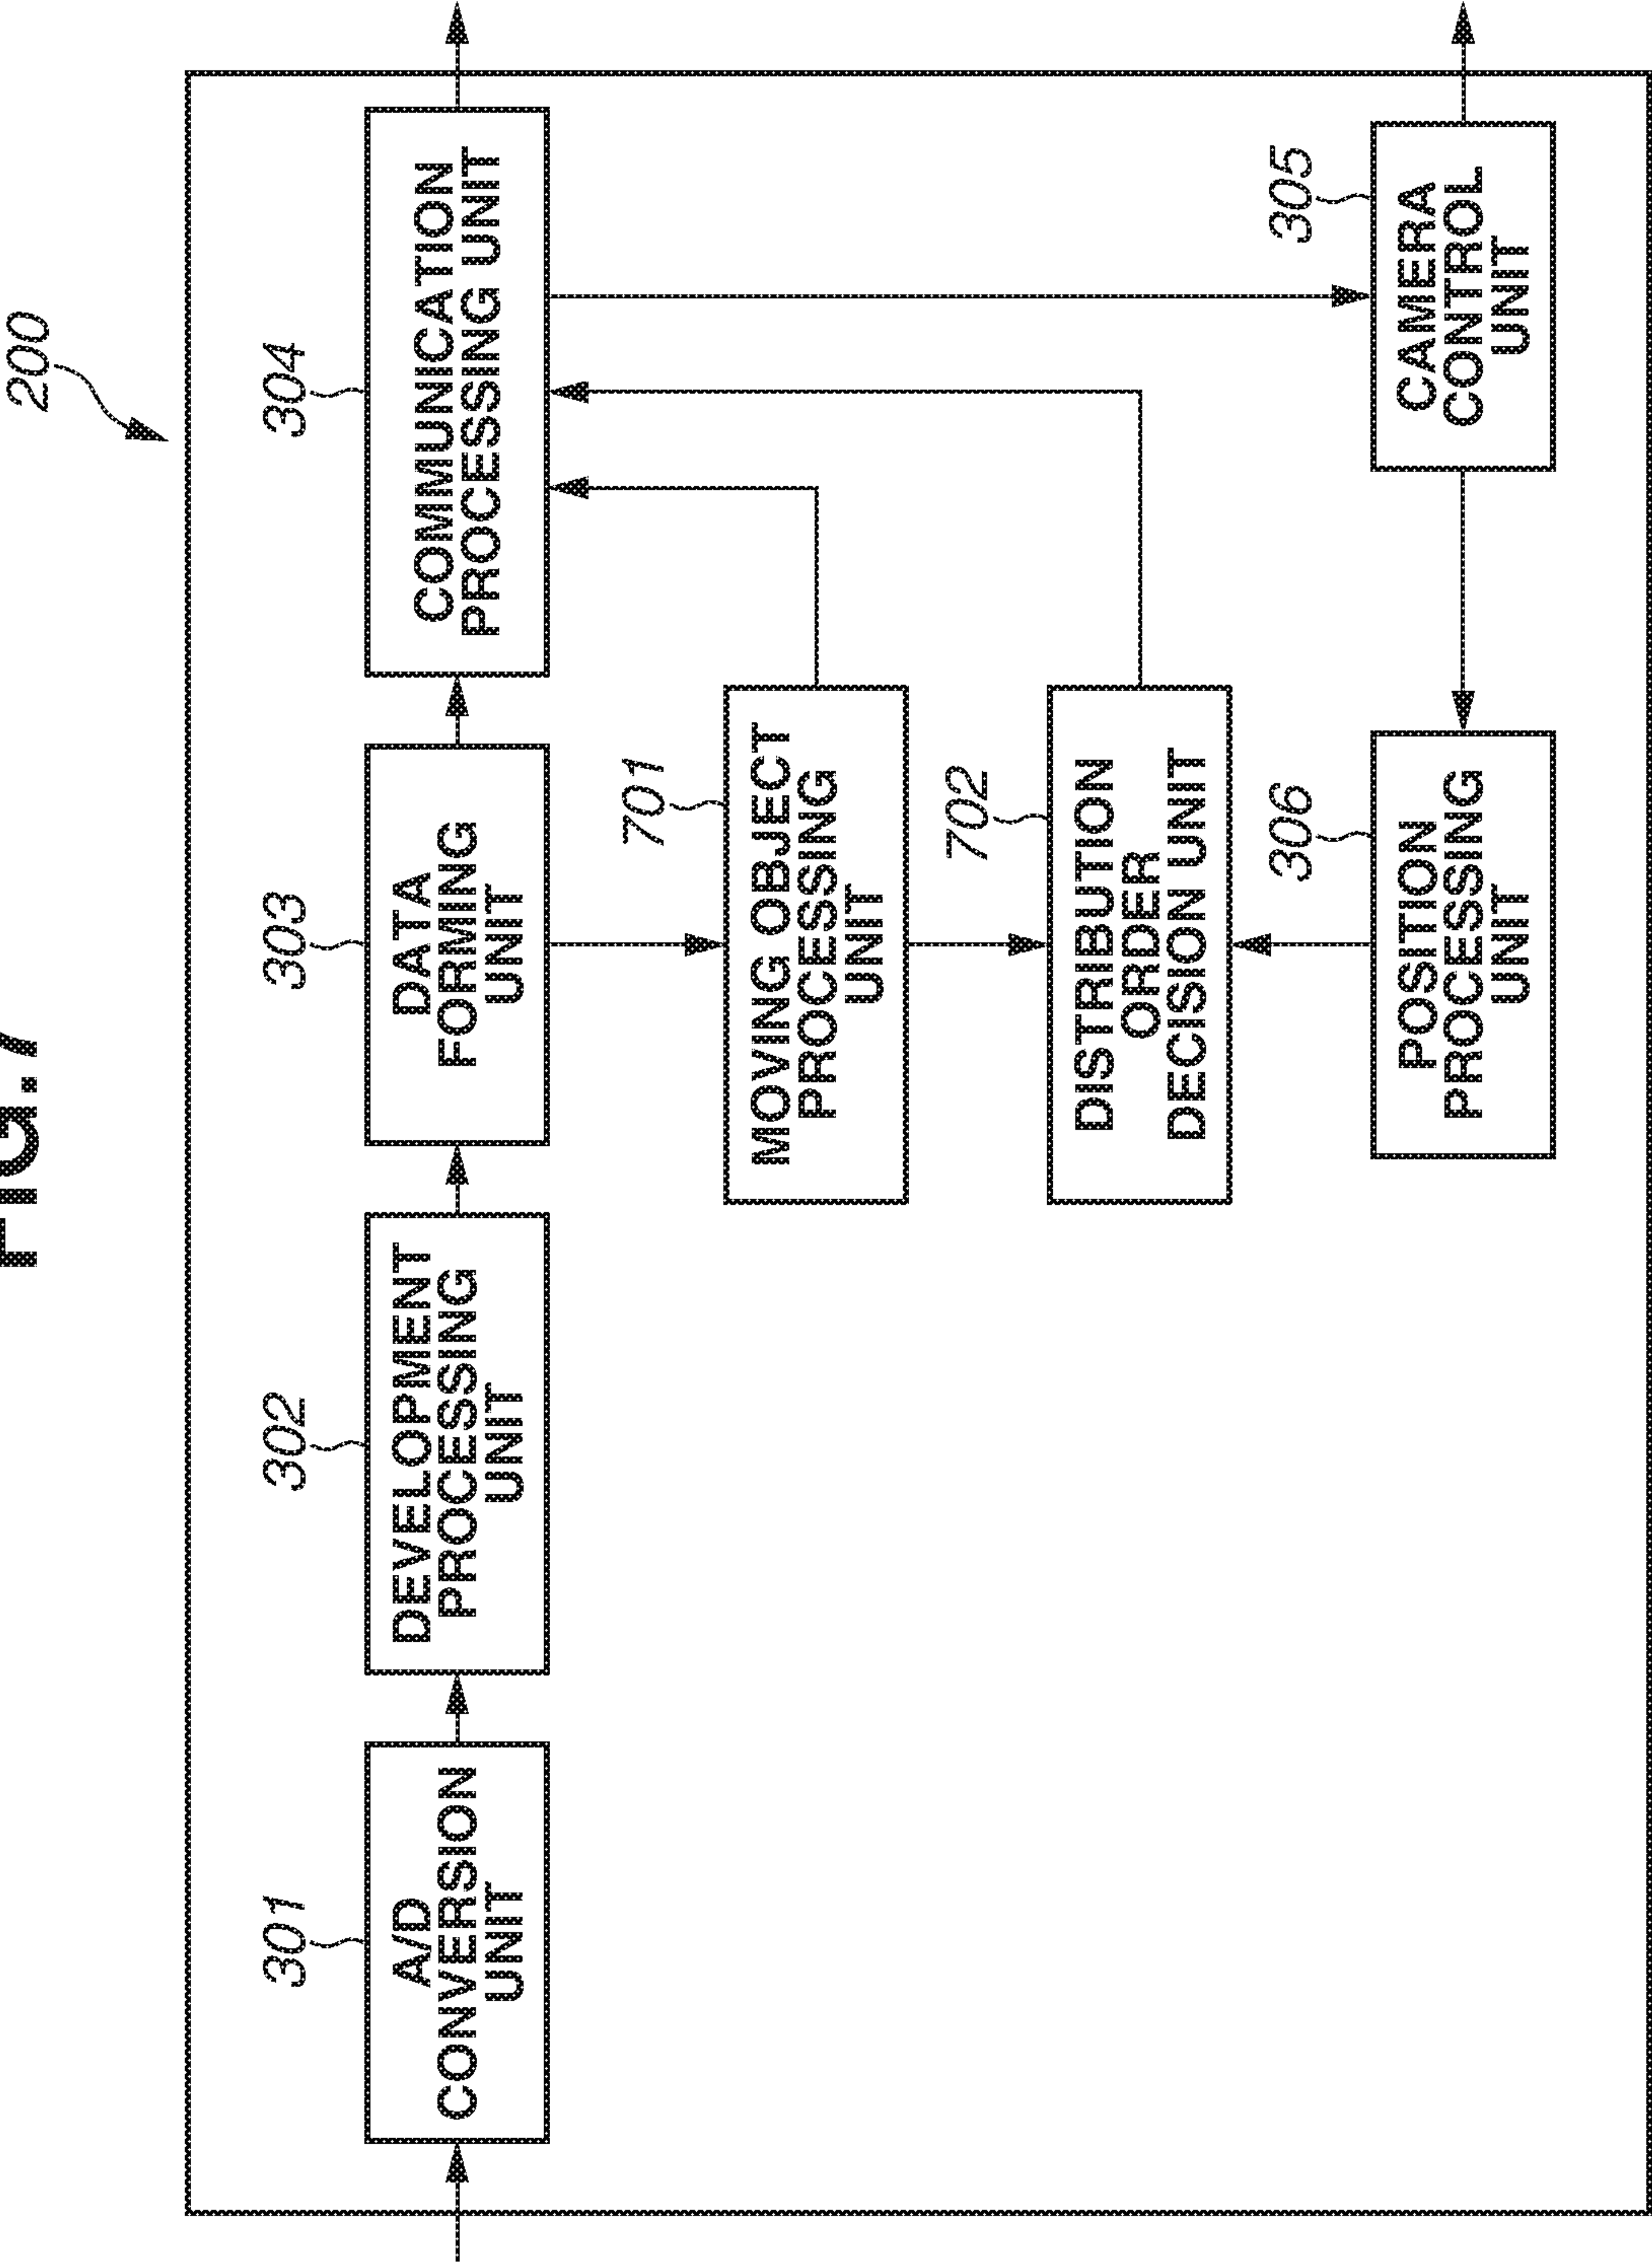 FIG.7
200
301
A/D
CONVERSION
UNIT
302
DEVELOPMENT
PROCESSING
UNIT
303
DATA
FORMING
UNIT
304
COMMUNICATION
PROCESSING UNIT
701
MOVING OBJECT
PROCESSING
UNIT
702
DISTRIBUTION
ORDER
DECISION UNIT
306
POSITION
PROCESSING
UNIT
305
CAMERA
CONTROL
UNIT